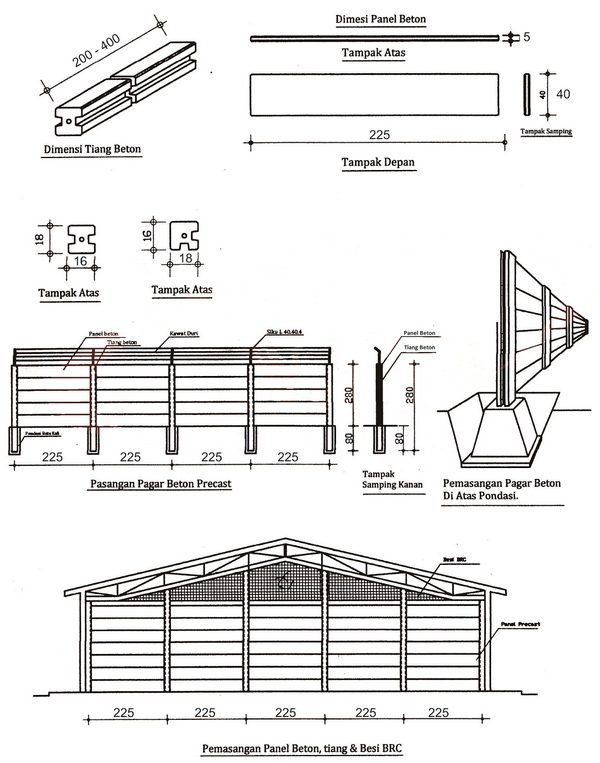 Dimesi Panel Beton
200 - 400
5
Tampak Atas
40
40
Dimensi Tiang Beton
225
Tampak Samping
Tampak Depan
18
16
16
18
Tampak Atas
Tampak Atas
Panel beton
Kawat Duri
Siku L 40.40.4
Tiang beton
Panel Beton
Tiang Beton
280
280
80
80
80
Pondasi Batu Kali
225
225
225
225
Pasangan Pagar Beton Precast
Tampak
Samping Kanan
Pemasangan Pagar Beton
Di Atas Pondasi.
Besi BRC
Panel Precast
225
225
225
225
225
Pemasangan Panel Beton, tiang & Besi BRC